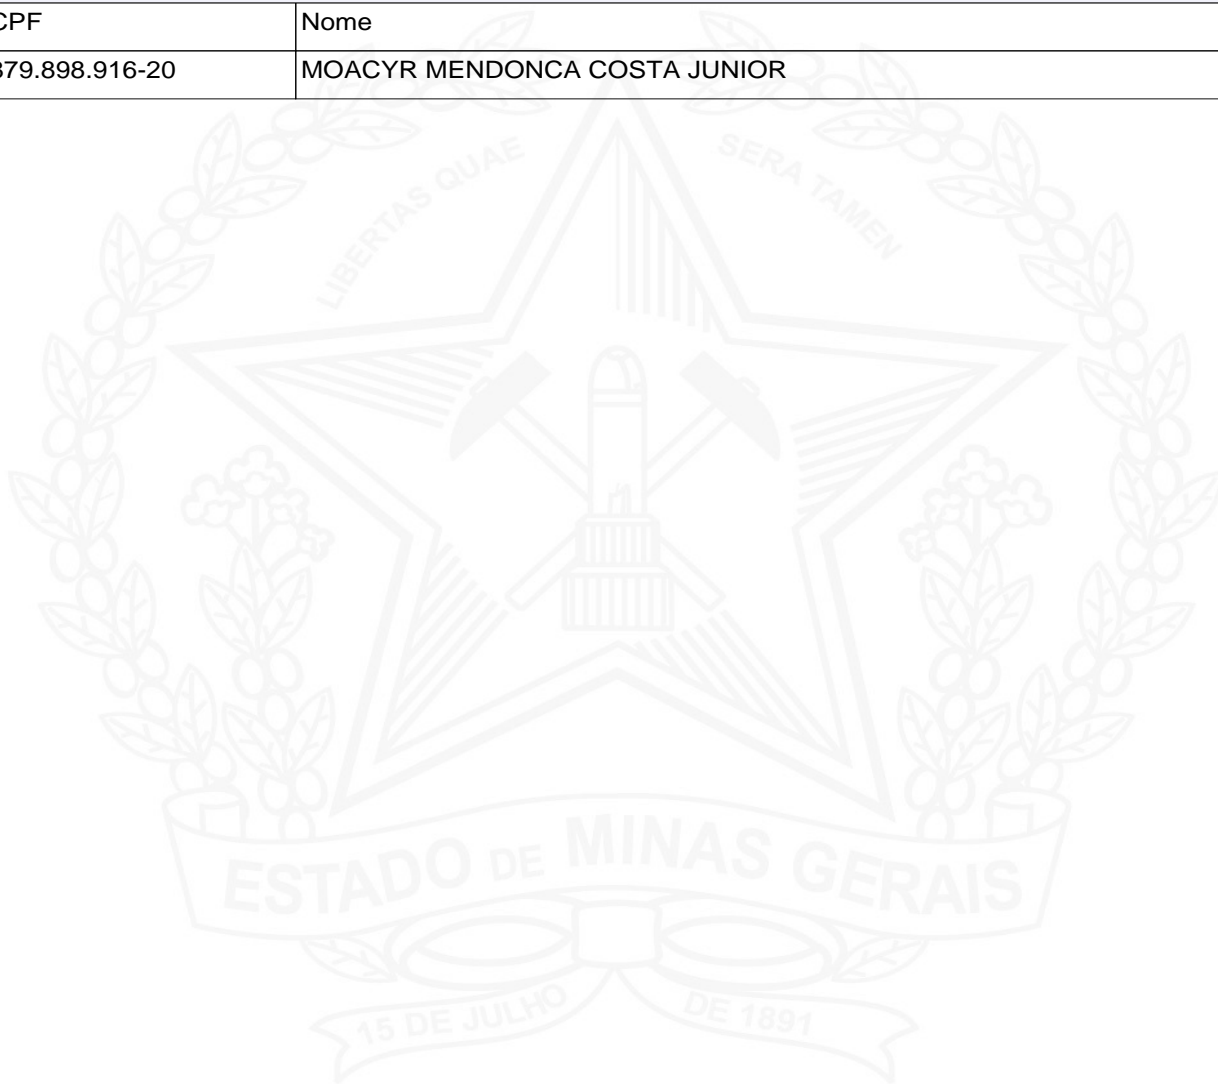 CPF Nome
879.898.916-20 MOACYR MENDONCA COSTA JUNIOR
LIBERTAS QUAE SERA TAMEN
ESTADO DE MINAS GERAIS
15 DE JULHO DE 1891